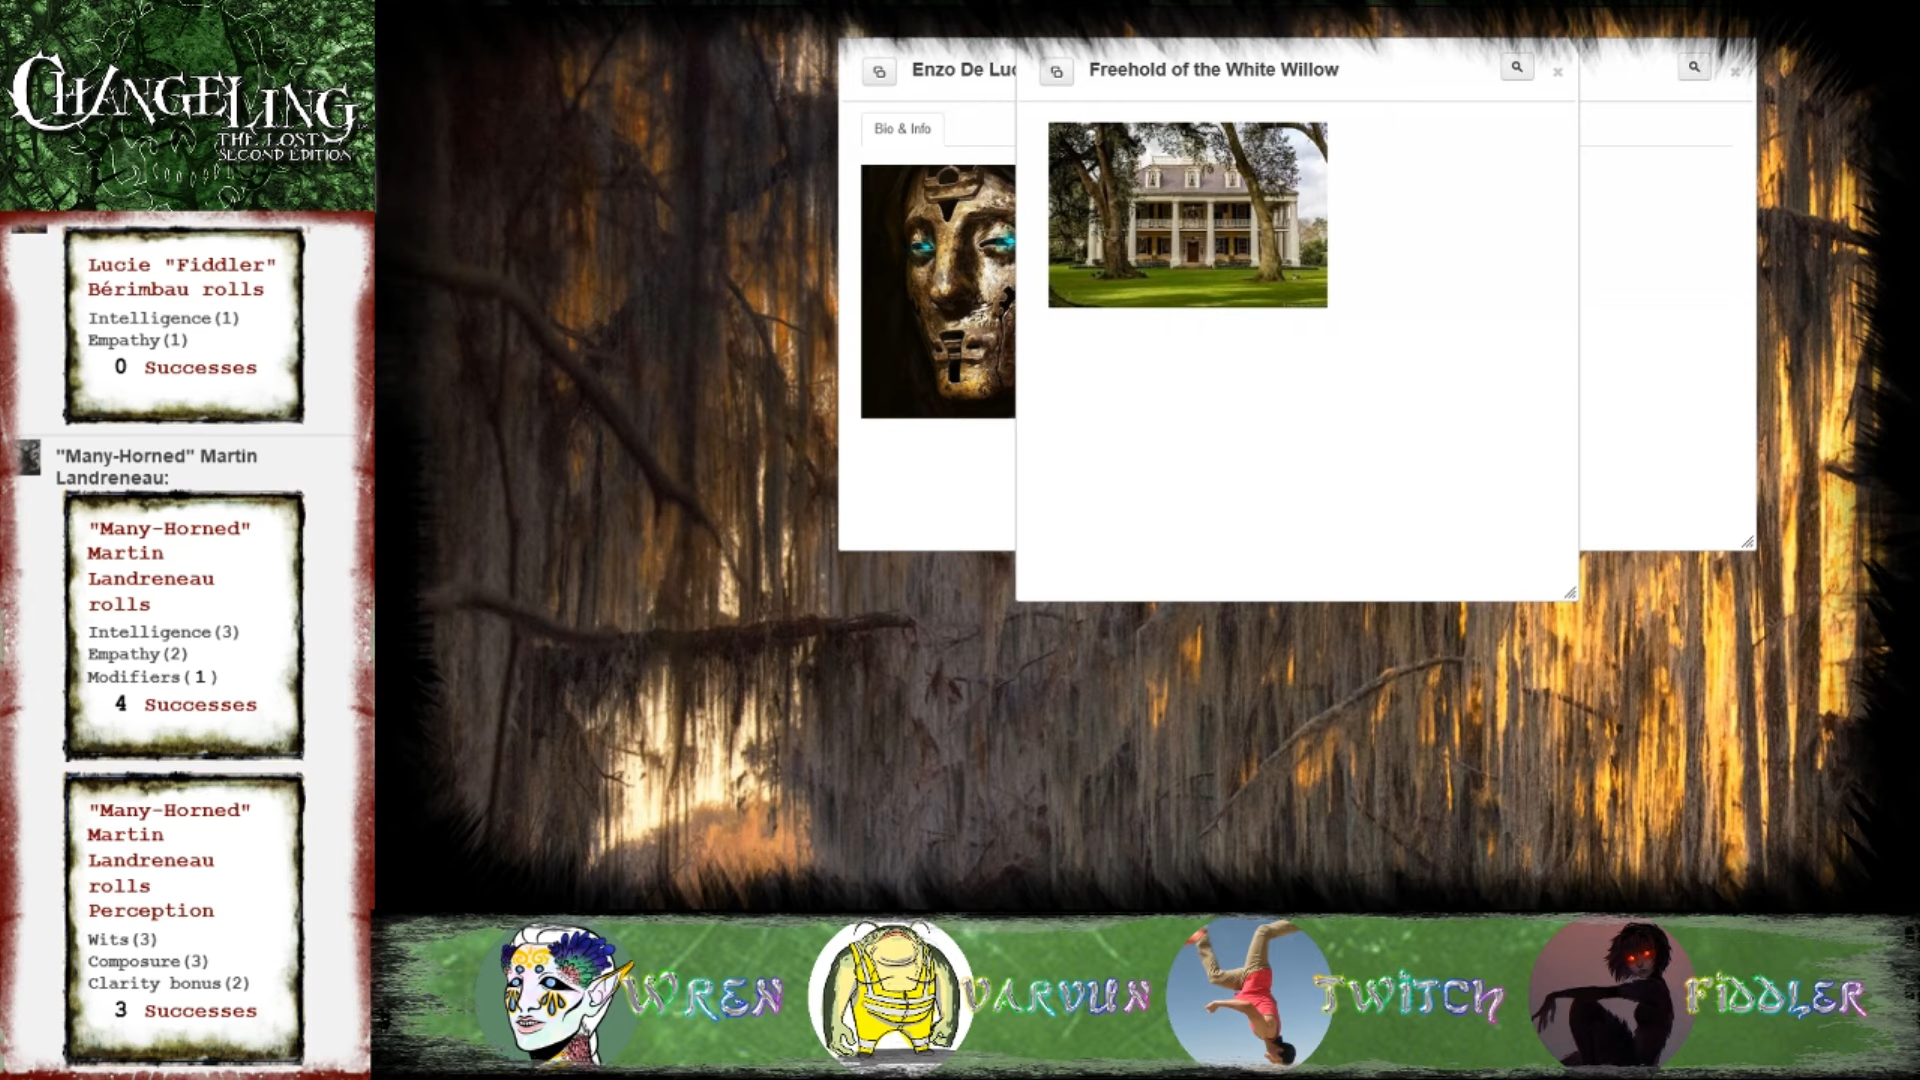 CHANGELING
THE LOST
SECOND EDITION
Lucie "Fiddler"
Bérimbau rolls
Intelligence(1)
Empathy(1)
0 Successes
"Many-Horned" Martin
Landreneau:
"Many-Horned"
Martin
Landreneau
rolls
Intelligence(3)
Empathy(2)
Modifiers( 1 )
4 Successes
"Many-Horned"
Martin
Landreneau
rolls
Perception
Wits(3)
Composure(3)
Clarity bonus(2)
3 Successes
Enzo De Luc
Bio & Info
Freehold of the White Willow
WREN
VARVUN
TWITCH
FIDDLER